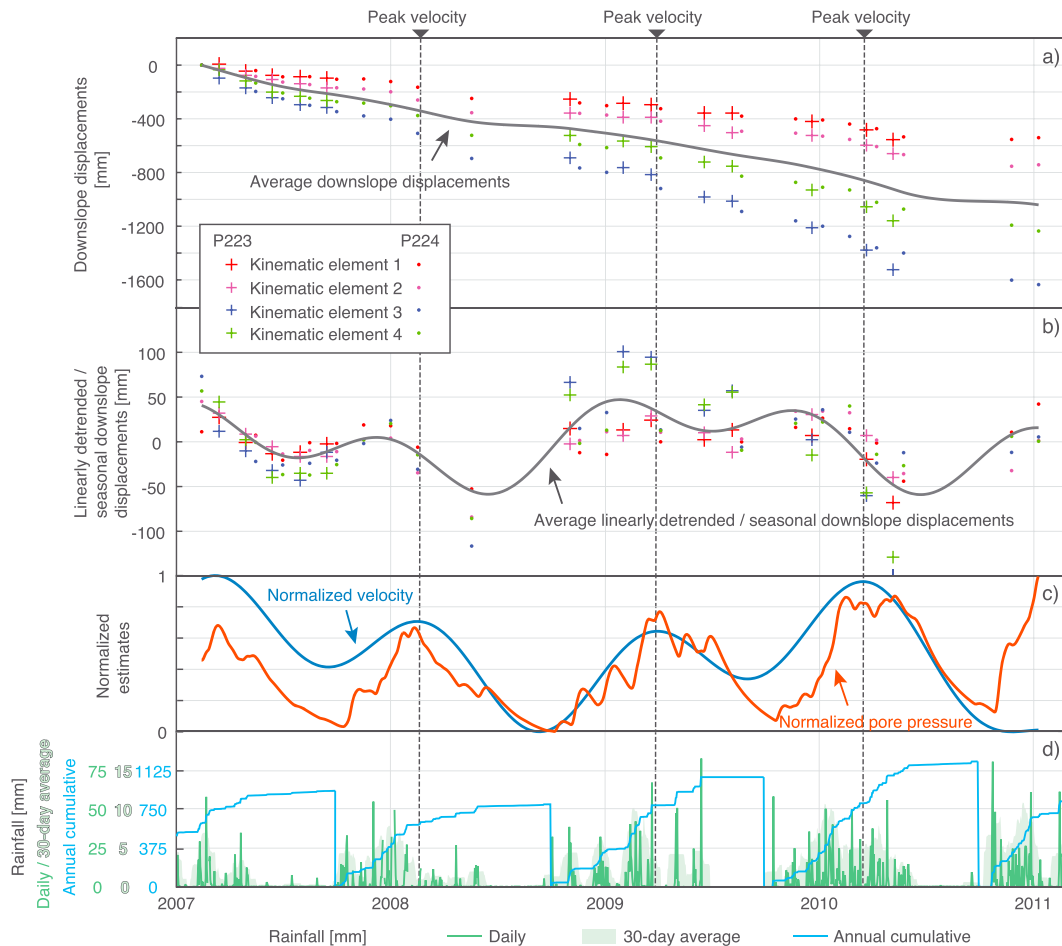 Peak velocity Peak velocity Peak velocity
a)
0
-400
-800
-1200
-1600
Downslope displacements
[mm]
Average downslope displacements
P223 P224
Kinematic element 1
Kinematic element 2
Kinematic element 3
Kinematic element 4
b)
100
50
0
-50
-100
Linearly detrended /
seasonal downslope
displacements [mm]
Average linearly detrended / seasonal downslope displacements
c)
1
0
Normalized
estimates
Normalized velocity
Normalized pore pressure
d)
75 15 1125
50 10 750
25 5 375
0 0 0
Rainfall [mm]
Daily / 30-day average
Annual cumulative
2007 2008 2009 2010 2011
Rainfall [mm] Daily 30-day average Annual cumulative